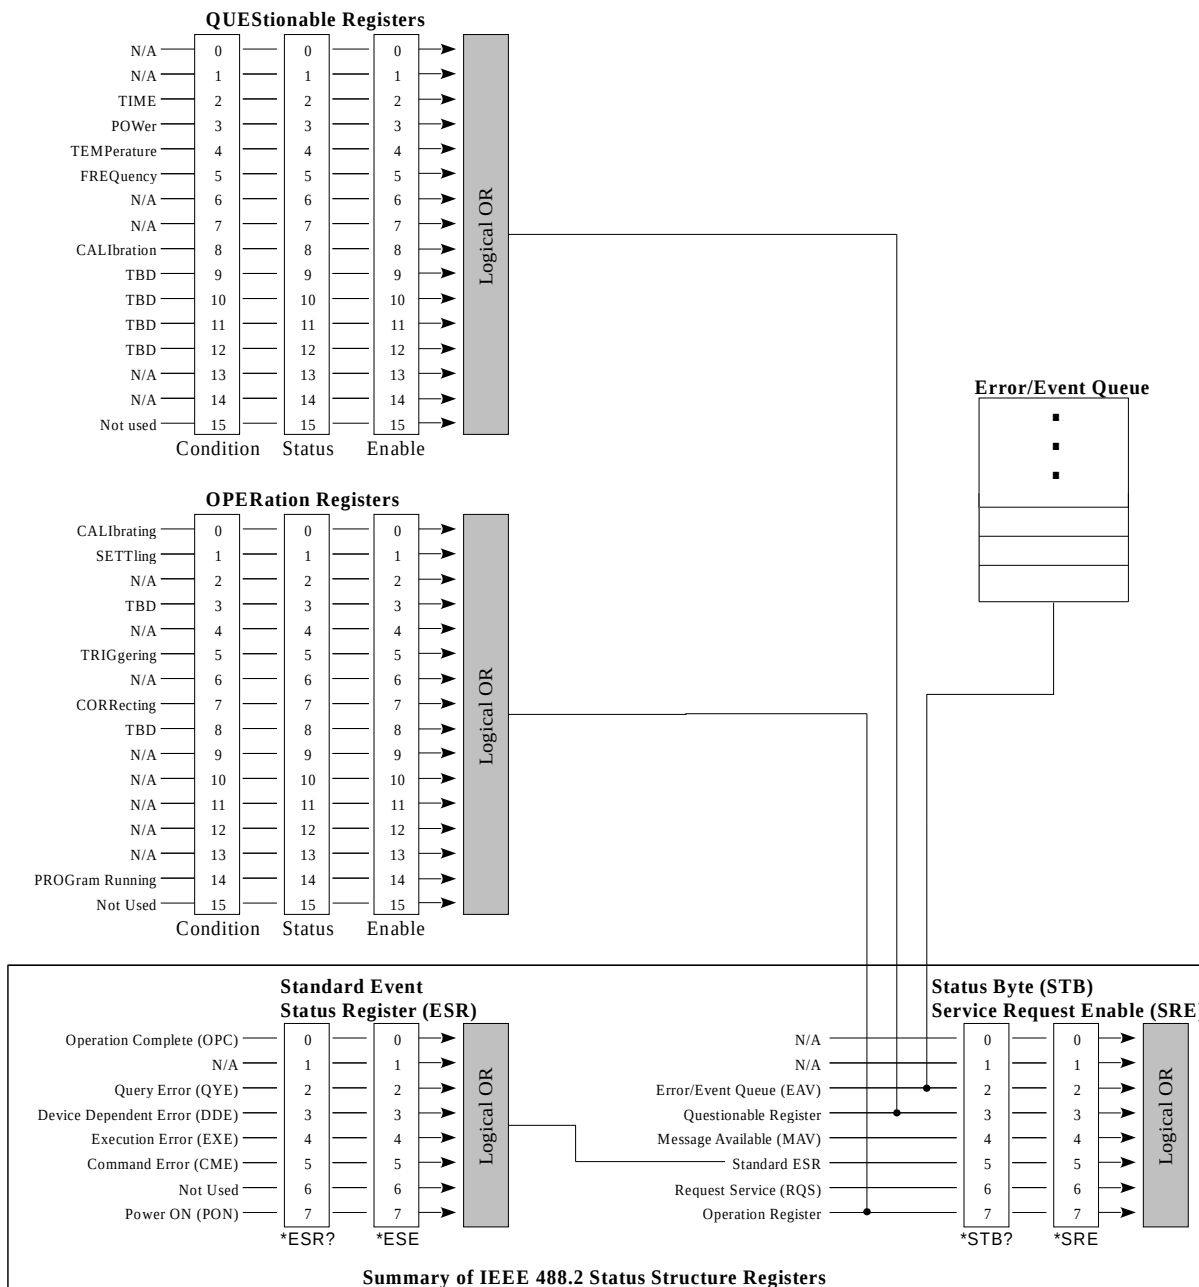 QUEStionable Registers
N/A 0 0 0
N/A 1 1 1
TIME 2 2 2
POWer 3 3 3
TEMPerature 4 4 4
FREQuency 5 5 5
N/A 6 6 6
N/A 7 7 7
CALIbration 8 8 8
TBD 9 9 9
TBD 10 10 10
TBD 11 11 11
TBD 12 12 12
N/A 13 13 13
N/A 14 14 14
Not used 15 15 15
Logical OR
Condition Status Enable
Error/Event Queue
OPERation Registers
CALIbrating 0 0 0
SETTling 1 1 1
N/A 2 2 2
TBD 3 3 3
N/A 4 4 4
TRIGgering 5 5 5
N/A 6 6 6
CORRecting 7 7 7
TBD 8 8 8
N/A 9 9 9
N/A 10 10 10
N/A 11 11 11
N/A 12 12 12
N/A 13 13 13
PROGram Running 14 14 14
Not Used 15 15 15
Logical OR
Condition Status Enable
Standard Event
Status Register (ESR)
Operation Complete (OPC) 0 0
N/A 1 1
Query Error (QYE) 2 2
Device Dependent Error (DDE) 3 3
Execution Error (EXE) 4 4
Command Error (CME) 5 5
Not Used 6 6
Power ON (PON) 7 7
Logical OR
*ESR? *ESE
Status Byte (STB)
Service Request Enable (SRE)
N/A 0 0
N/A 1 1
Error/Event Queue (EAV) 2 2
Questionable Register 3 3
Message Available (MAV) 4 4
Standard ESR 5 5
Request Service (RQS) 6 6
Operation Register 7 7
Logical OR
*STB? *SRE
Summary of IEEE 488.2 Status Structure Registers